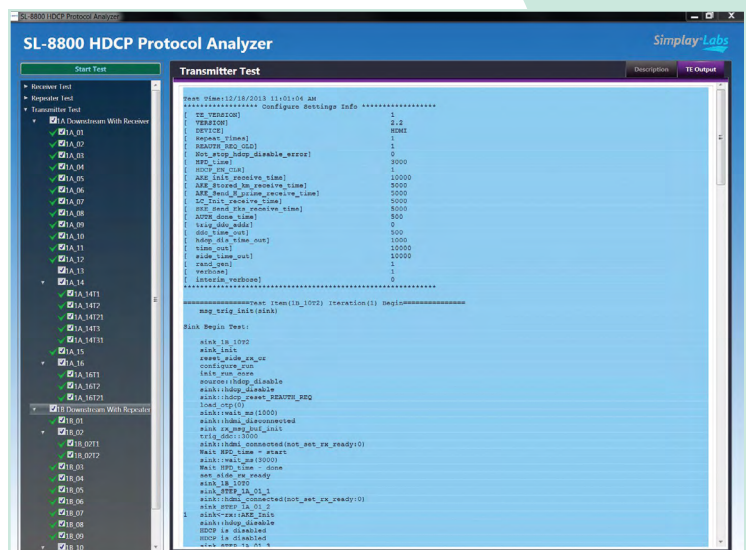 SL-8800 HDCP Protocol Analyzer
SL-8800 HDCP Protocol Analyzer
Simplay Labs
Start Test
Transmitter Test
Description
TE Output
Receiver Test
Repeater Test
Transmitter Test
1A Downstream With Receiver
1A_01
1A_02
1A_03
1A_04
1A_05
1A_06
1A_07
1A_08
1A_09
1A_10
1A_11
1A_12
1A_13
1A_14
1A_14T1
1A_14T2
1A_14T21
1A_14T3
1A_14T31
1A_15
1A_16
1A_16T1
1A_16T2
1A_16T21
1B Downstream With Repeater
1B_01
1B_02
1B_02T1
1B_02T2
1B_03
1B_04
1B_05
1B_06
1B_07
1B_08
1B_09
1B_10
Test Time:12/18/2013 11:01:04 AM
****************** Configure Settings Info ******************
[ TE_VERSION] 1
[ VERSION] 2.2
[ DEVICE] HDMI
[ Repeat_Times] 1
[ REAUTH_REQ_OLD] 1
[ Not_stop_hdcp_disable_error] 0
[ HPD_time] 3000
[ HDCP_EN_CLR] 1
[ AKE_init_receive_time] 10000
[ AKE_Stored_km_receive_time] 5000
[ AKE_Send_H_prime_receive_time] 5000
[ LC_Init_receive_time] 5000
[ SKE_Send_Eks_receive_time] 5000
[ AUTH_done_time] 500
[ trig_ddc_addr] 0
[ ddc_time_out] 500
[ hdcp_dis_time_out] 1000
[ time_out] 10000
[ side_time_out] 10000
[ rand_gen] 1
[ verbose] 1
[ interim_verbose] 0
================Test Item(1B_10T2) Iteration(1) Begin===============
msg_trig_init(sink)
Sink Begin Test:
sink_1B_10T2
sink_init
reset_side_rx_cr
configure_run
init_run_core
source::hdcp_disable
sink::hdcp_disable
sink::hdcp_reset_REAUTH_REQ
load_otp(0)
sink::wait_ms(1000)
sink::hdmi_disconnected
sink rx_msg_buf_init
trig_ddc::3000
sink::hdmi_connected(not_set_rx_ready:0)
Wait HPD_time - start
sink::wait_ms(3000)
Wait HPD_time - done
set_side_rx_ready
sink_1B_10T0
sink_STEP_1A_01_1
sink::hdmi_connected(not_set_rx_ready:0)
sink_STEP_1A_01_2
1 sink<-rx::AKE_Init
sink::hdcp_disable
HDCP is disabled
HDCP is disabled
sink_STEP_1A_01_3